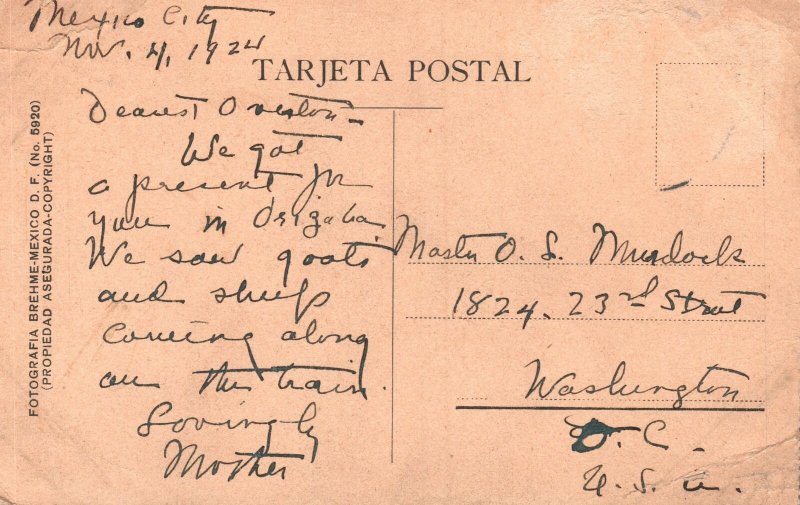 Mexico City
Nov. 4, 1924
TARJETA POSTAL
Dearest Overton-
We got
a present for
you in Orizaba.
We saw goats
and sheep
coming along
on the train.
Lovingly
Mother
Master O. S. Murdock
1824. 23rd Street
Washington
D. C.
U. S. A.
FOTOGRAFIA BREHME-MEXICO D. F. (No. 5920)
(PROPIEDAD ASEGURADA-COPYRIGHT)